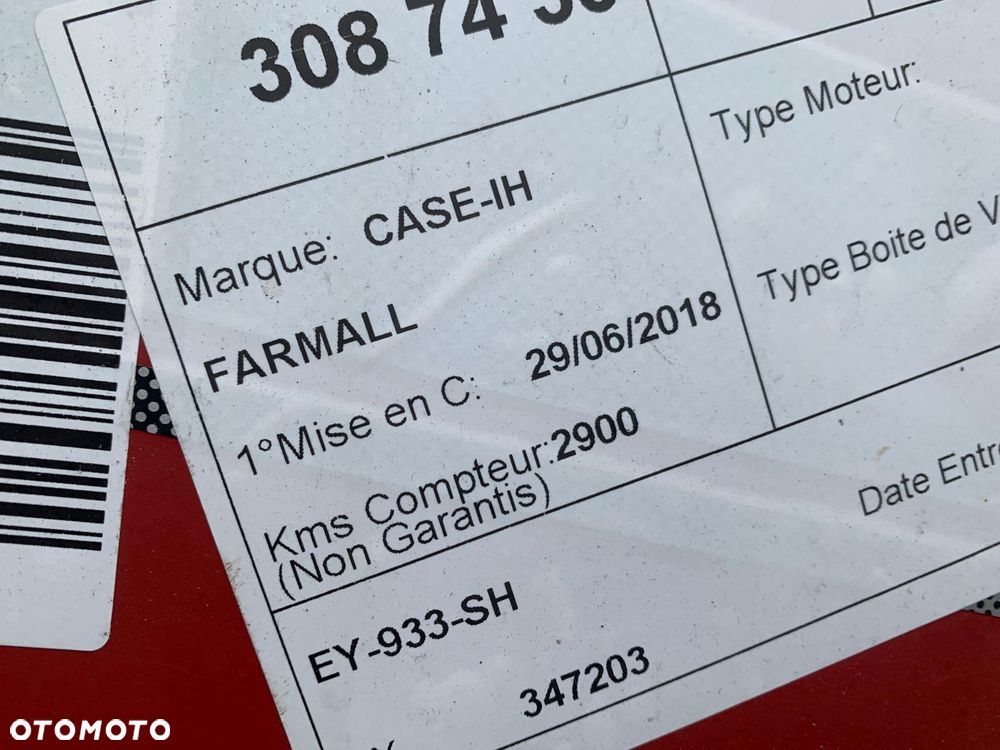 308 74
Marque: CASE-IH
FARMALL
1°Mise en C: 29/06/2018
Kms Compteur:2900
(Non Garantis)
EY-933-SH
347203
Type Moteur:
Type Boite de V
Date Entré
OTOMOTO